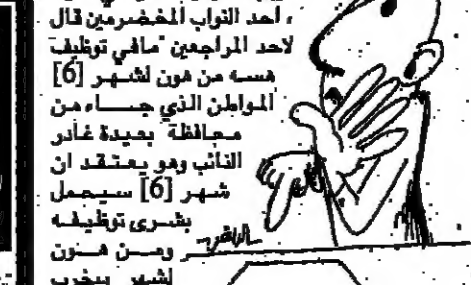 ، أحد النواب المخضرمين قال
لاحد المراجعين "مافي توظيف
هسه من هون لشهر [6]
المواطن الذي جاء من
محافظة بعيدة غادر
النائب وهو يعتقد ان
شهر [6] سيحمل
بشرى توظيفه
ومن هون
لشهر بيخرب